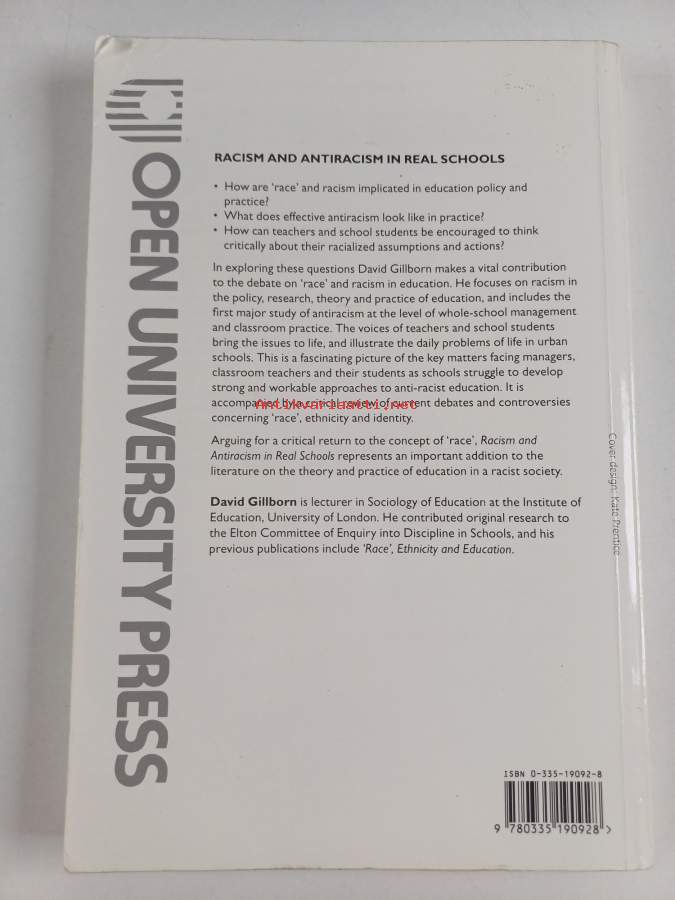 OPEN UNIVERSITY PRESS
RACISM AND ANTIRACISM IN REAL SCHOOLS
• How are ‘race’ and racism implicated in education policy and
practice?
• What does effective antiracism look like in practice?
• How can teachers and school students be encouraged to think
critically about their racialized assumptions and actions?
In exploring these questions David Gillborn makes a vital contribution
to the debate on ‘race’ and racism in education. He focuses on racism in
the policy, research, theory and practice of education, and includes the
first major study of antiracism at the level of whole-school management
and classroom practice. The voices of teachers and school students
bring the issues to life, and illustrate the daily problems of life in urban
schools. This is a fascinating picture of the key matters facing managers,
classroom teachers and their students as schools struggle to develop
strong and workable approaches to anti-racist education. It is
accompanied by a critical review of current debates and controversies
Antikvariaatti.net
concerning ‘race’, ethnicity and identity.
Arguing for a critical return to the concept of ‘race’, Racism and
Antiracism in Real Schools represents an important addition to the
literature on the theory and practice of education in a racist society.
David Gillborn is lecturer in Sociology of Education at the Institute of
Education, University of London. He contributed original research to
the Elton Committee of Enquiry into Discipline in Schools, and his
previous publications include ‘Race’, Ethnicity and Education.
Cover design: Kate Prentice
ISBN 0-335-19092-8
9 780335 190928 >